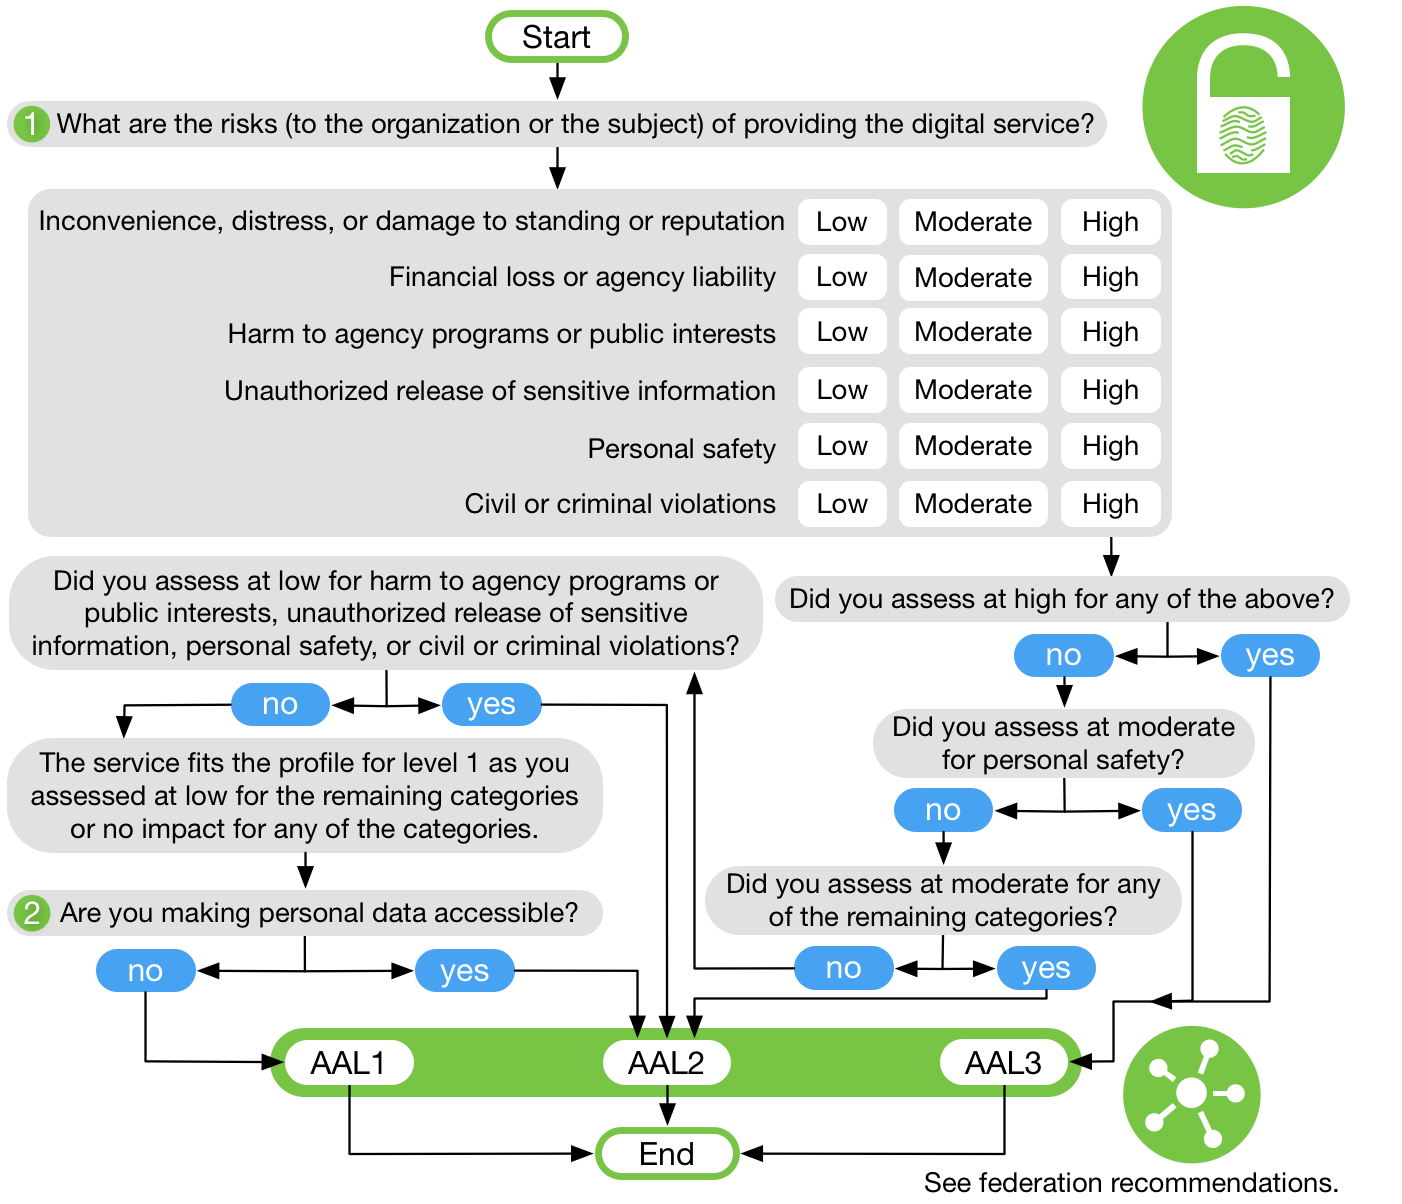 Start
1 What are the risks (to the organization or the subject) of providing the digital service?
Inconvenience, distress, or damage to standing or reputation Low Moderate High
Financial loss or agency liability Low Moderate High
Harm to agency programs or public interests Low Moderate High
Unauthorized release of sensitive information Low Moderate High
Personal safety Low Moderate High
Civil or criminal violations Low Moderate High
Did you assess at high for any of the above?
no yes
Did you assess at moderate
for personal safety?
no yes
Did you assess at moderate for any
of the remaining categories?
no yes
Did you assess at low for harm to agency programs or
public interests, unauthorized release of sensitive
information, personal safety, or civil or criminal violations?
no yes
The service fits the profile for level 1 as you
assessed at low for the remaining categories
or no impact for any of the categories.
2 Are you making personal data accessible?
no yes
AAL1 AAL2 AAL3
End
See federation recommendations.